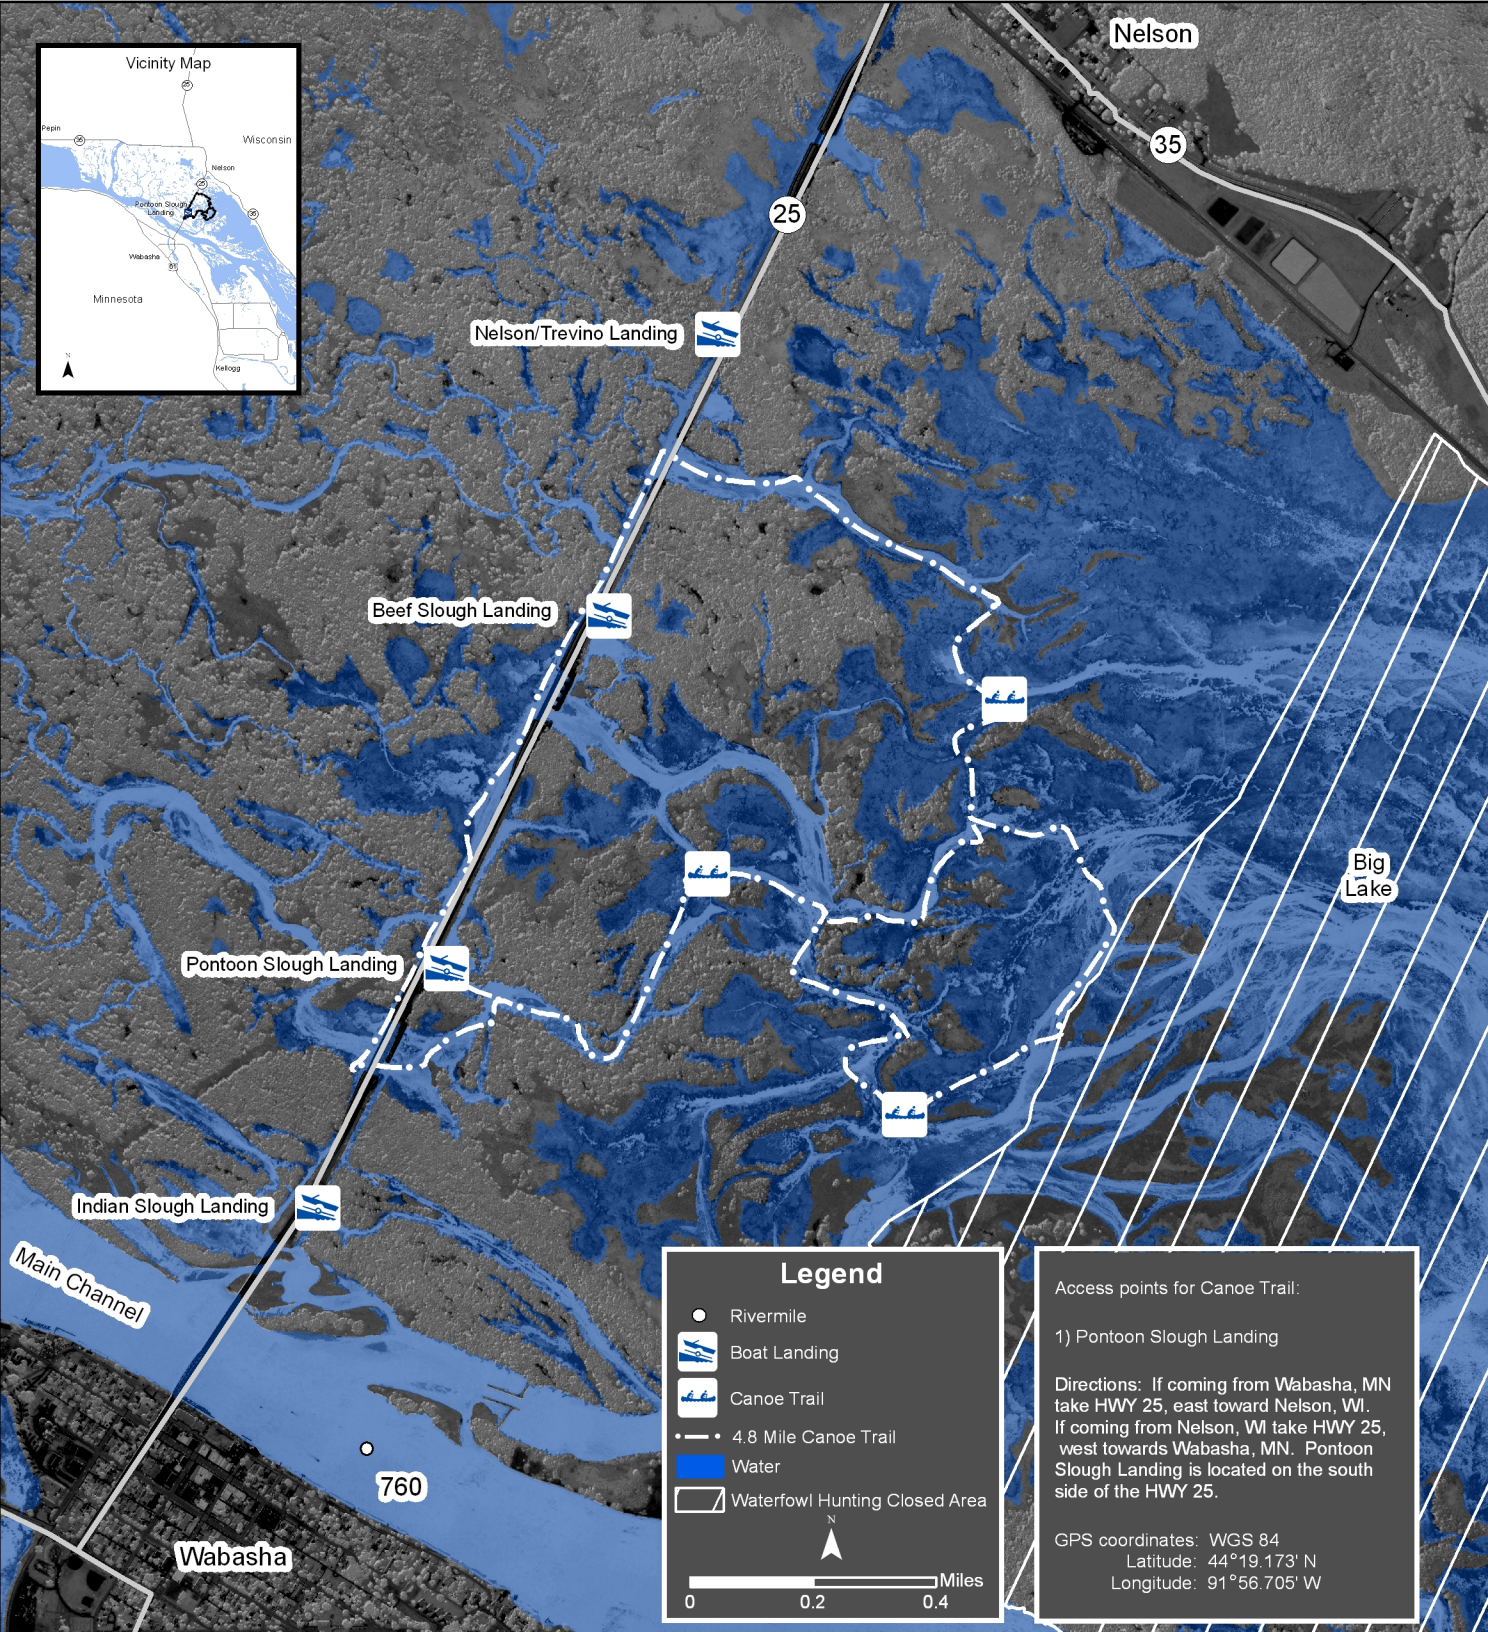 Nelson
Vicinity Map
25
Pepin
35
Wisconsin
Nelson
25
Pontoon Slough
Landing
35
Wabasha
61
Minnesota
N
Kellogg
35
25
Nelson/Trevino Landing
Beef Slough Landing
Big
Lake
Pontoon Slough Landing
Indian Slough Landing
Main Channel
760
Wabasha
Legend
Rivermile
Boat Landing
Canoe Trail
4.8 Mile Canoe Trail
Water
Waterfowl Hunting Closed Area
N
Miles
0 0.2 0.4
Access points for Canoe Trail:
1) Pontoon Slough Landing
Directions: If coming from Wabasha, MN
take HWY 25, east toward Nelson, WI.
If coming from Nelson, WI take HWY 25,
west towards Wabasha, MN. Pontoon
Slough Landing is located on the south
side of the HWY 25.
GPS coordinates: WGS 84
Latitude: 44°19.173' N
Longitude: 91°56.705' W